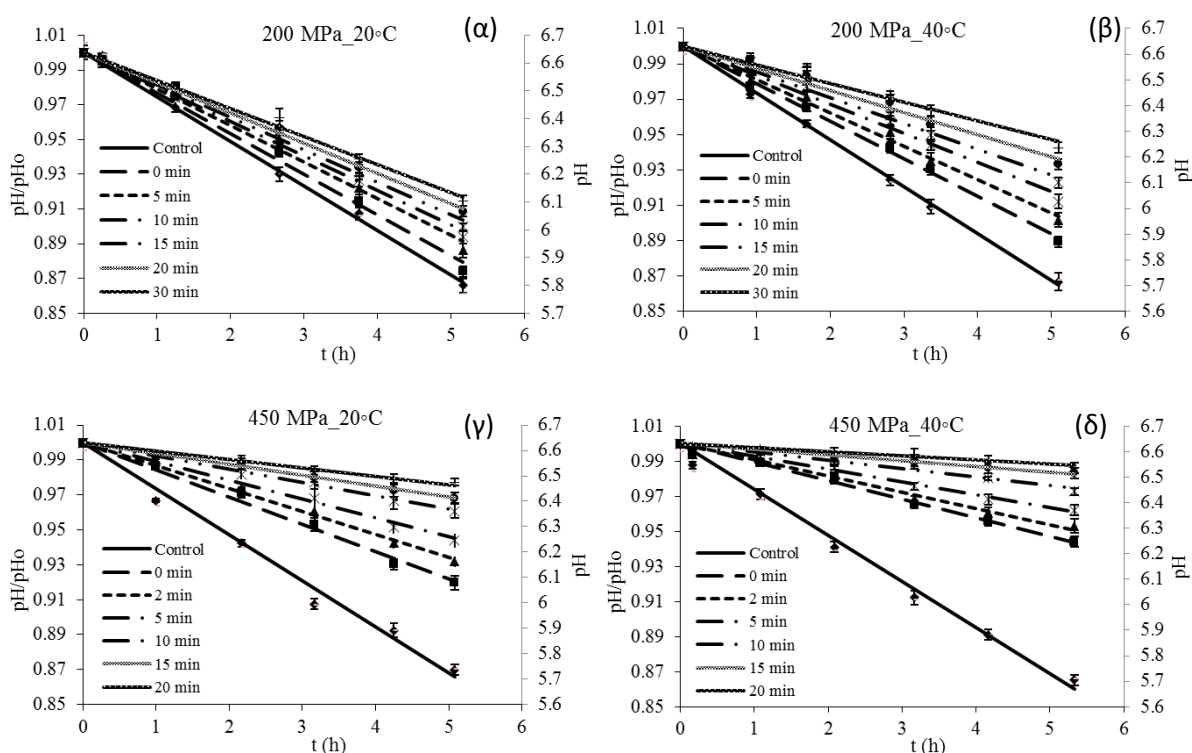 200 MPa_20◦C
(α)
1.01
0.99
0.97
0.95
0.93
0.91
0.89
0.87
0.85
pH/pHo
Control
0 min
5 min
10 min
15 min
20 min
30 min
0 1 2 3 4 5 6
t (h)
6.7
6.6
6.5
6.4
6.3
6.2
6.1
6
5.9
5.8
5.7
pH
200 MPa_40◦C
(β)
1.01
0.99
0.97
0.95
0.93
0.91
0.89
0.87
0.85
pH/pHo
Control
0 min
5 min
10 min
15 min
20 min
30 min
0 1 2 3 4 5 6
t (h)
6.7
6.6
6.5
6.4
6.3
6.2
6.1
6
5.9
5.8
5.7
5.6
pH
450 MPa_20◦C
(γ)
1.01
0.99
0.97
0.95
0.93
0.91
0.89
0.87
0.85
pH/pHo
Control
0 min
2 min
5 min
10 min
15 min
20 min
0 1 2 3 4 5 6
t (h)
6.7
6.6
6.5
6.4
6.3
6.2
6.1
6
5.9
5.8
5.7
5.6
pH
450 MPa_40◦C
(δ)
1.01
0.99
0.97
0.95
0.93
0.91
0.89
0.87
0.85
pH/pHo
Control
0 min
2 min
5 min
10 min
15 min
20 min
0 1 2 3 4 5 6
t (h)
6.7
6.6
6.5
6.4
6.3
6.2
6.1
6
5.9
5.8
5.7
5.6
pH